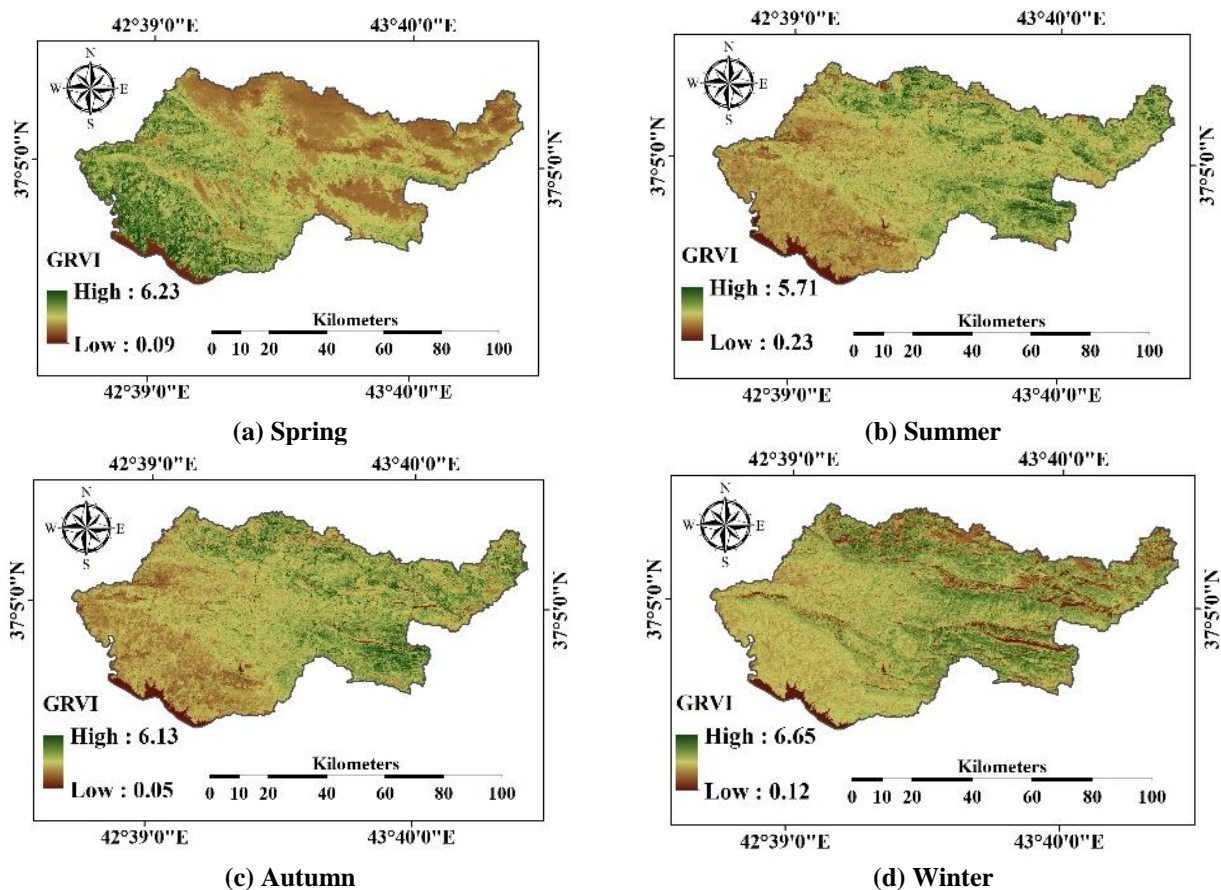 42°39'0"E 43°40'0"E
N
W E
S
37°5'0"N 37°5'0"N
GRVI
High : 6.23
Low : 0.09
Kilometers
0 10 20 40 60 80 100
42°39'0"E 43°40'0"E
(a) Spring
42°39'0"E 43°40'0"E
N
W E
S
37°5'0"N 37°5'0"N
GRVI
High : 5.71
Low : 0.23
Kilometers
0 10 20 40 60 80 100
42°39'0"E 43°40'0"E
(b) Summer
42°39'0"E 43°40'0"E
N
W E
S
37°5'0"N 37°5'0"N
GRVI
High : 6.13
Low : 0.05
Kilometers
0 10 20 40 60 80 100
42°39'0"E 43°40'0"E
(c) Autumn
42°39'0"E 43°40'0"E
N
W E
S
37°5'0"N 37°5'0"N
GRVI
High : 6.65
Low : 0.12
Kilometers
0 10 20 40 60 80 100
42°39'0"E 43°40'0"E
(d) Winter